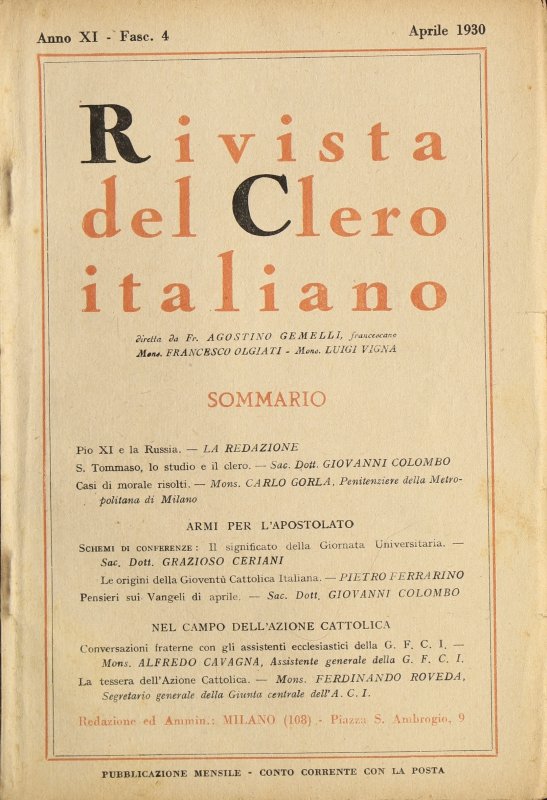 Anno XI - Fasc. 4
Aprile 1930
Rivista
del Clero
italiano
diretta da Fr. AGOSTINO GEMELLI, francescano
Mons. FRANCESCO OLGIATI - Mons. LUIGI VIGNA
SOMMARIO
Pio XI e la Russia. — LA REDAZIONE
S. Tommaso, lo studio e il clero. — Sac. Dott. GIOVANNI COLOMBO
Casi di morale risolti. — Mons. CARLO GORLA, Penitenziere della Metro-
politana di Milano
ARMI PER L'APOSTOLATO
SCHEMI DI CONFERENZE: Il significato della Giornata Universitaria. —
Sac. Dott. GRAZIOSO CERIANI
Le origini della Gioventù Cattolica Italiana. — PIETRO FERRARINO
Pensieri sui Vangeli di aprile. — Sac. Dott. GIOVANNI COLOMBO
NEL CAMPO DELL'AZIONE CATTOLICA
Conversazioni fraterne con gli assistenti ecclesiastici della G. F. C. I. —
Mons. ALFREDO CAVAGNA, Assistente generale della G. F. C. I.
La tessera dell'Azione Cattolica. — Mons. FERDINANDO ROVEDA,
Segretario generale della Giunta centrale dell'A. C. I.
Redazione ed Ammin.: MILANO (108) - Piazza S. Ambrogio, 9
PUBBLICAZIONE MENSILE - CONTO CORRENTE CON LA POSTA